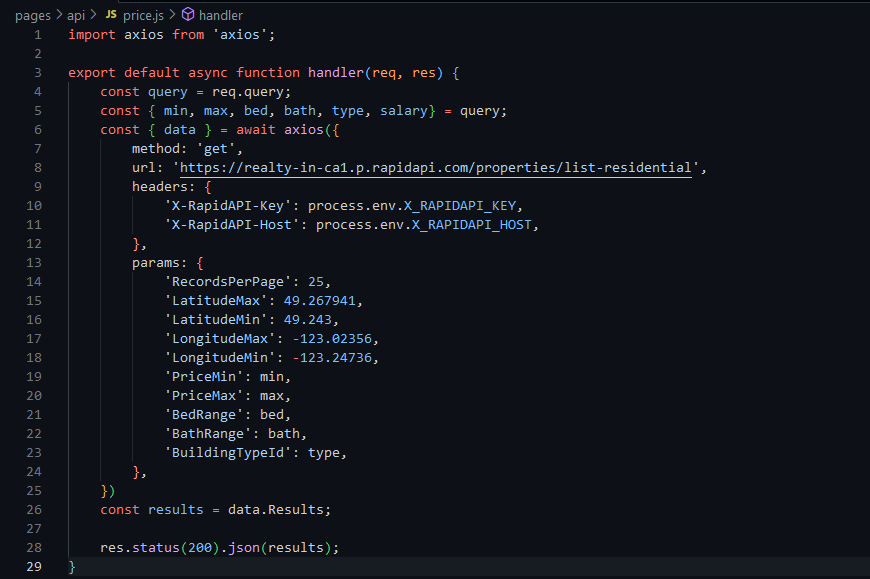 pages > api > JS price.js > handler
1 import axios from 'axios';
2
3 export default async function handler(req, res) {
4     const query = req.query;
5     const { min, max, bed, bath, type, salary} = query;
6     const { data } = await axios({
7         method: 'get',
8         url: 'https://realty-in-ca1.p.rapidapi.com/properties/list-residential',
9         headers: {
10             'X-RapidAPI-Key': process.env.X_RAPIDAPI_KEY,
11             'X-RapidAPI-Host': process.env.X_RAPIDAPI_HOST,
12         },
13         params: {
14             'RecordsPerPage': 25,
15             'LatitudeMax': 49.267941,
16             'LatitudeMin': 49.243,
17             'LongitudeMax': -123.02356,
18             'LongitudeMin': -123.24736,
19             'PriceMin': min,
20             'PriceMax': max,
21             'BedRange': bed,
22             'BathRange': bath,
23             'BuildingTypeId': type,
24         },
25     })
26     const results = data.Results;
27
28     res.status(200).json(results);
29 }